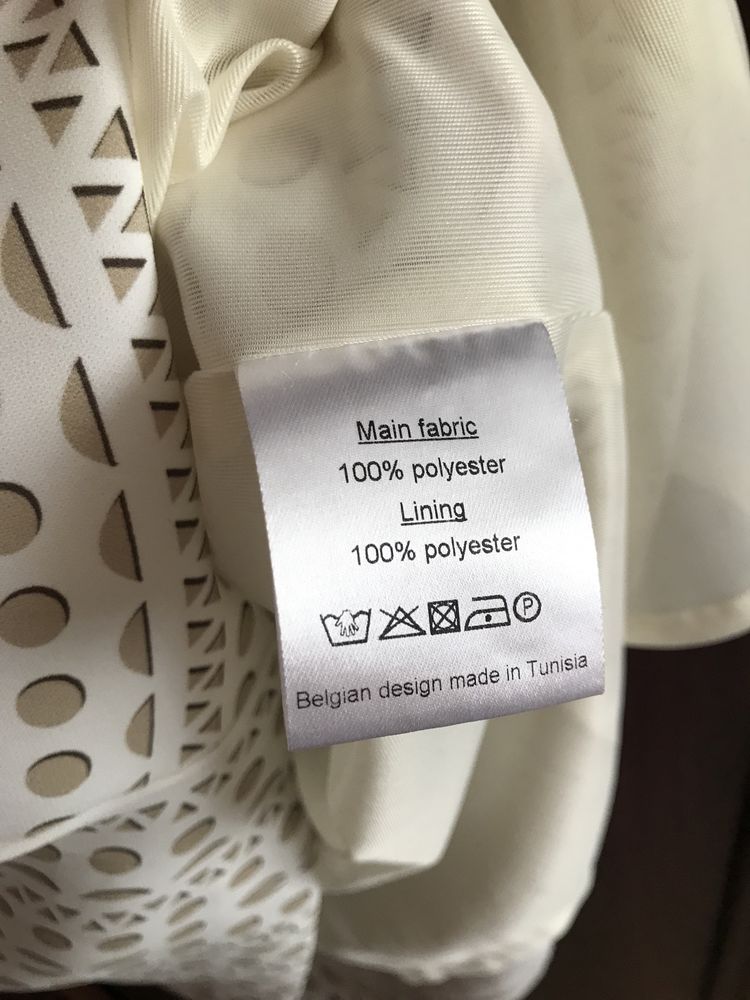 Main fabric
100% polyester
Lining
100% polyester
P
Belgian design made in Tunisia